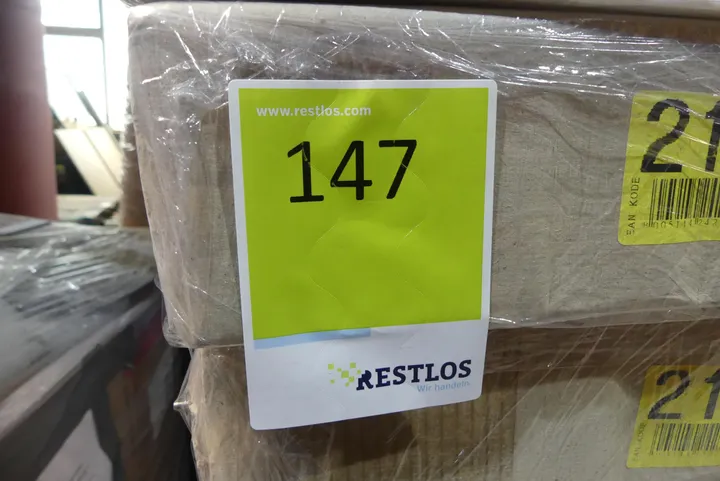 www.restlos.com
147
RESTLOS
Wir handeln.
21
EAN KODE
21